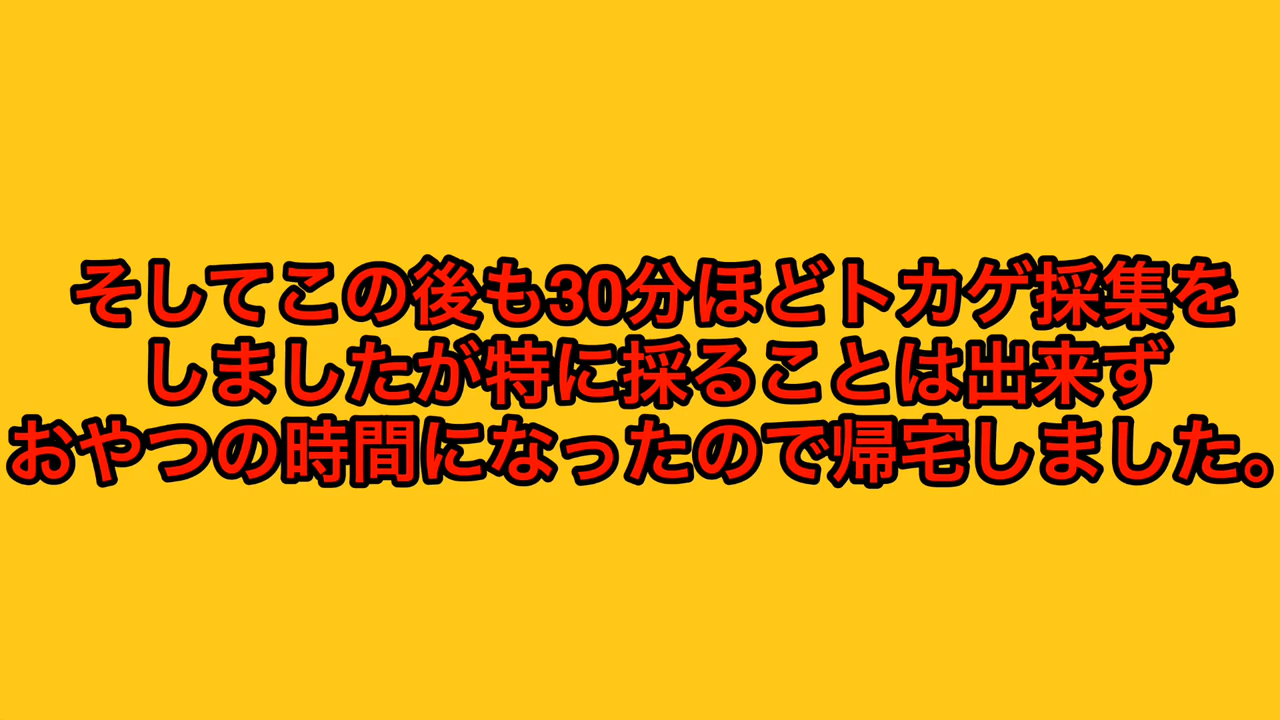 そしてこの後も30分ほどトカゲ採集を
しましたが特に採ることは出来ず
おやつの時間になったので帰宅しました。